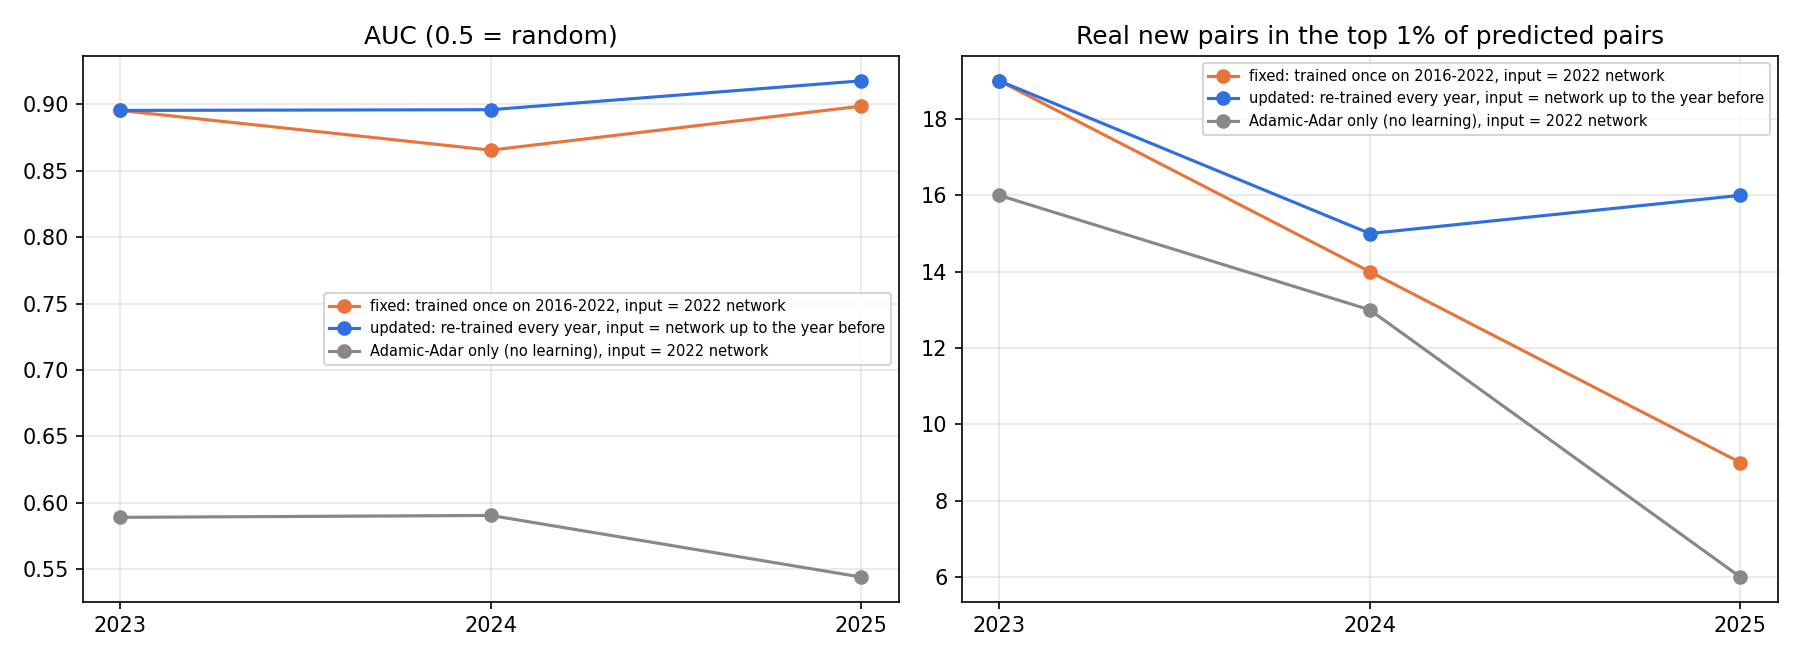 AUC (0.5 = random)
0.90
0.85
0.80
0.75
0.70
0.65
0.60
0.55
fixed: trained once on 2016-2022, input = 2022 network
updated: re-trained every year, input = network up to the year before
Adamic-Adar only (no learning), input = 2022 network
2023 2024 2025
Real new pairs in the top 1% of predicted pairs
fixed: trained once on 2016-2022, input = 2022 network
updated: re-trained every year, input = network up to the year before
Adamic-Adar only (no learning), input = 2022 network
18
16
14
12
10
8
6
2023 2024 2025